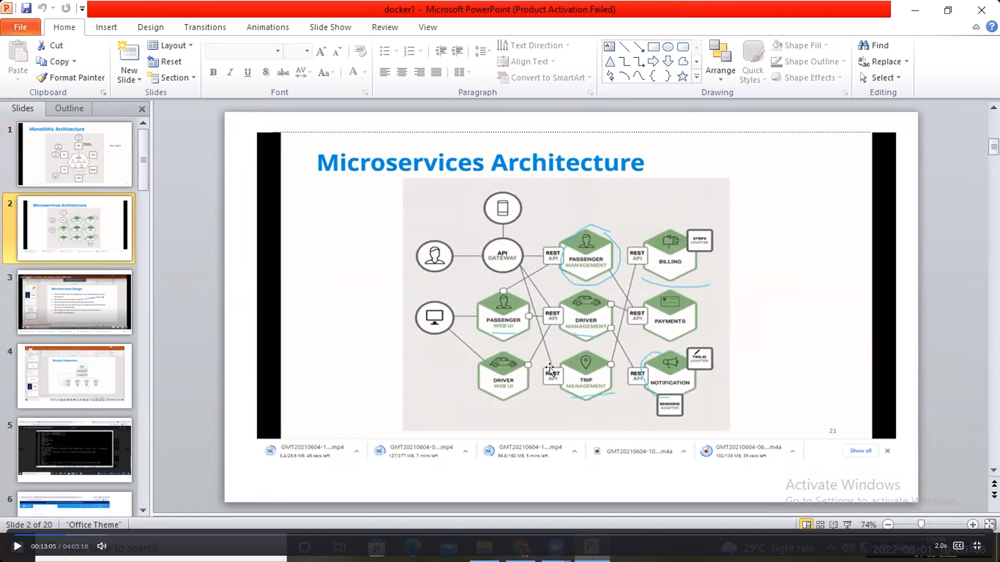 docker1 - Microsoft PowerPoint (Product Activation Failed)
File Home Insert Design Transitions Animations Slide Show Review View
Cut
Copy
Format Painter
Paste
Clipboard
New Slide
Layout
Reset
Section
Slides
Font
Text Direction
Align Text
Convert to SmartArt
Paragraph
Arrange
Quick Styles
Shape Fill
Shape Outline
Shape Effects
Drawing
Find
Replace
Select
Editing
Slides Outline
1
Monolithic Architecture
2
Microservices Architecture
3
Microservices Design
4
5
6
Microservices Architecture
API GATEWAY
REST API
PASSENGER MANAGEMENT
REST API
BILLING
STRIPE ADAPTER
PASSENGER WEB UI
REST API
DRIVER MANAGEMENT
REST API
PAYMENTS
DRIVER WEB UI
REST API
TRIP MANAGEMENT
REST API
NOTIFICATION
TWILIO ADAPTER
SENDGRID ADAPTER
21
GMT20210604-1....mp4
5.4/26.6 MB, 46 secs left
GMT20210604-0....mp4
127/377 MB, 7 mins left
GMT20210604-1....mp4
69.8/162 MB, 5 mins left
GMT20210604-10....m4a
GMT20210604-06....m4a
102/138 MB, 36 secs left
Show all
Activate Windows
Go to Settings to activate Windows.
Slide 2 of 20 "Office Theme" 74%
00:13:05 / 04:05:18
Type here to search
29°C Light rain
2.0x
CC
2022-08-01